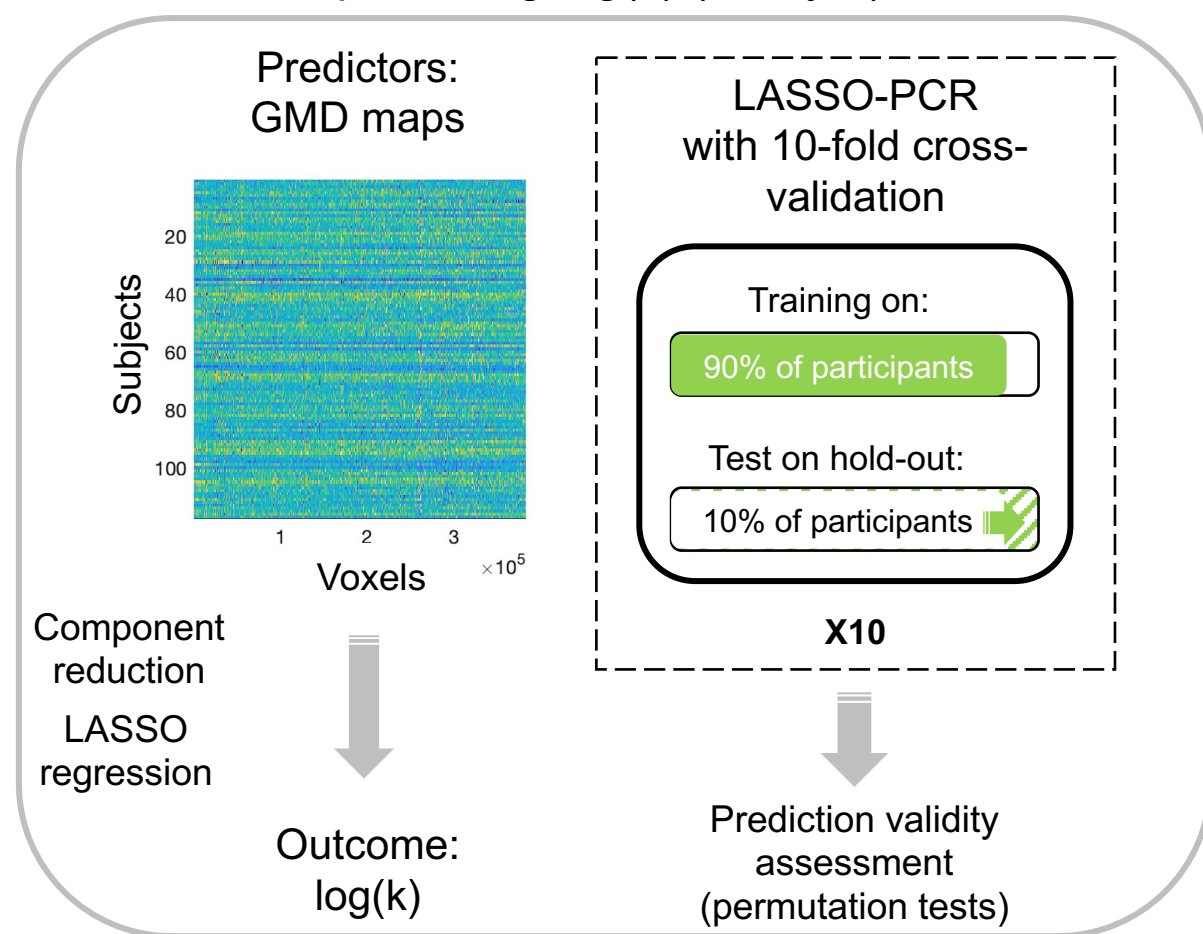 Predictors:
GMD maps
20
40
60
80
100
Subjects
1 2 3
×10⁵
Voxels
Component
reduction
LASSO
regression
Outcome:
log(k)
LASSO-PCR
with 10-fold cross-
validation
Training on:
90% of participants
Test on hold-out:
10% of participants
X10
Prediction validity
assessment
(permutation tests)